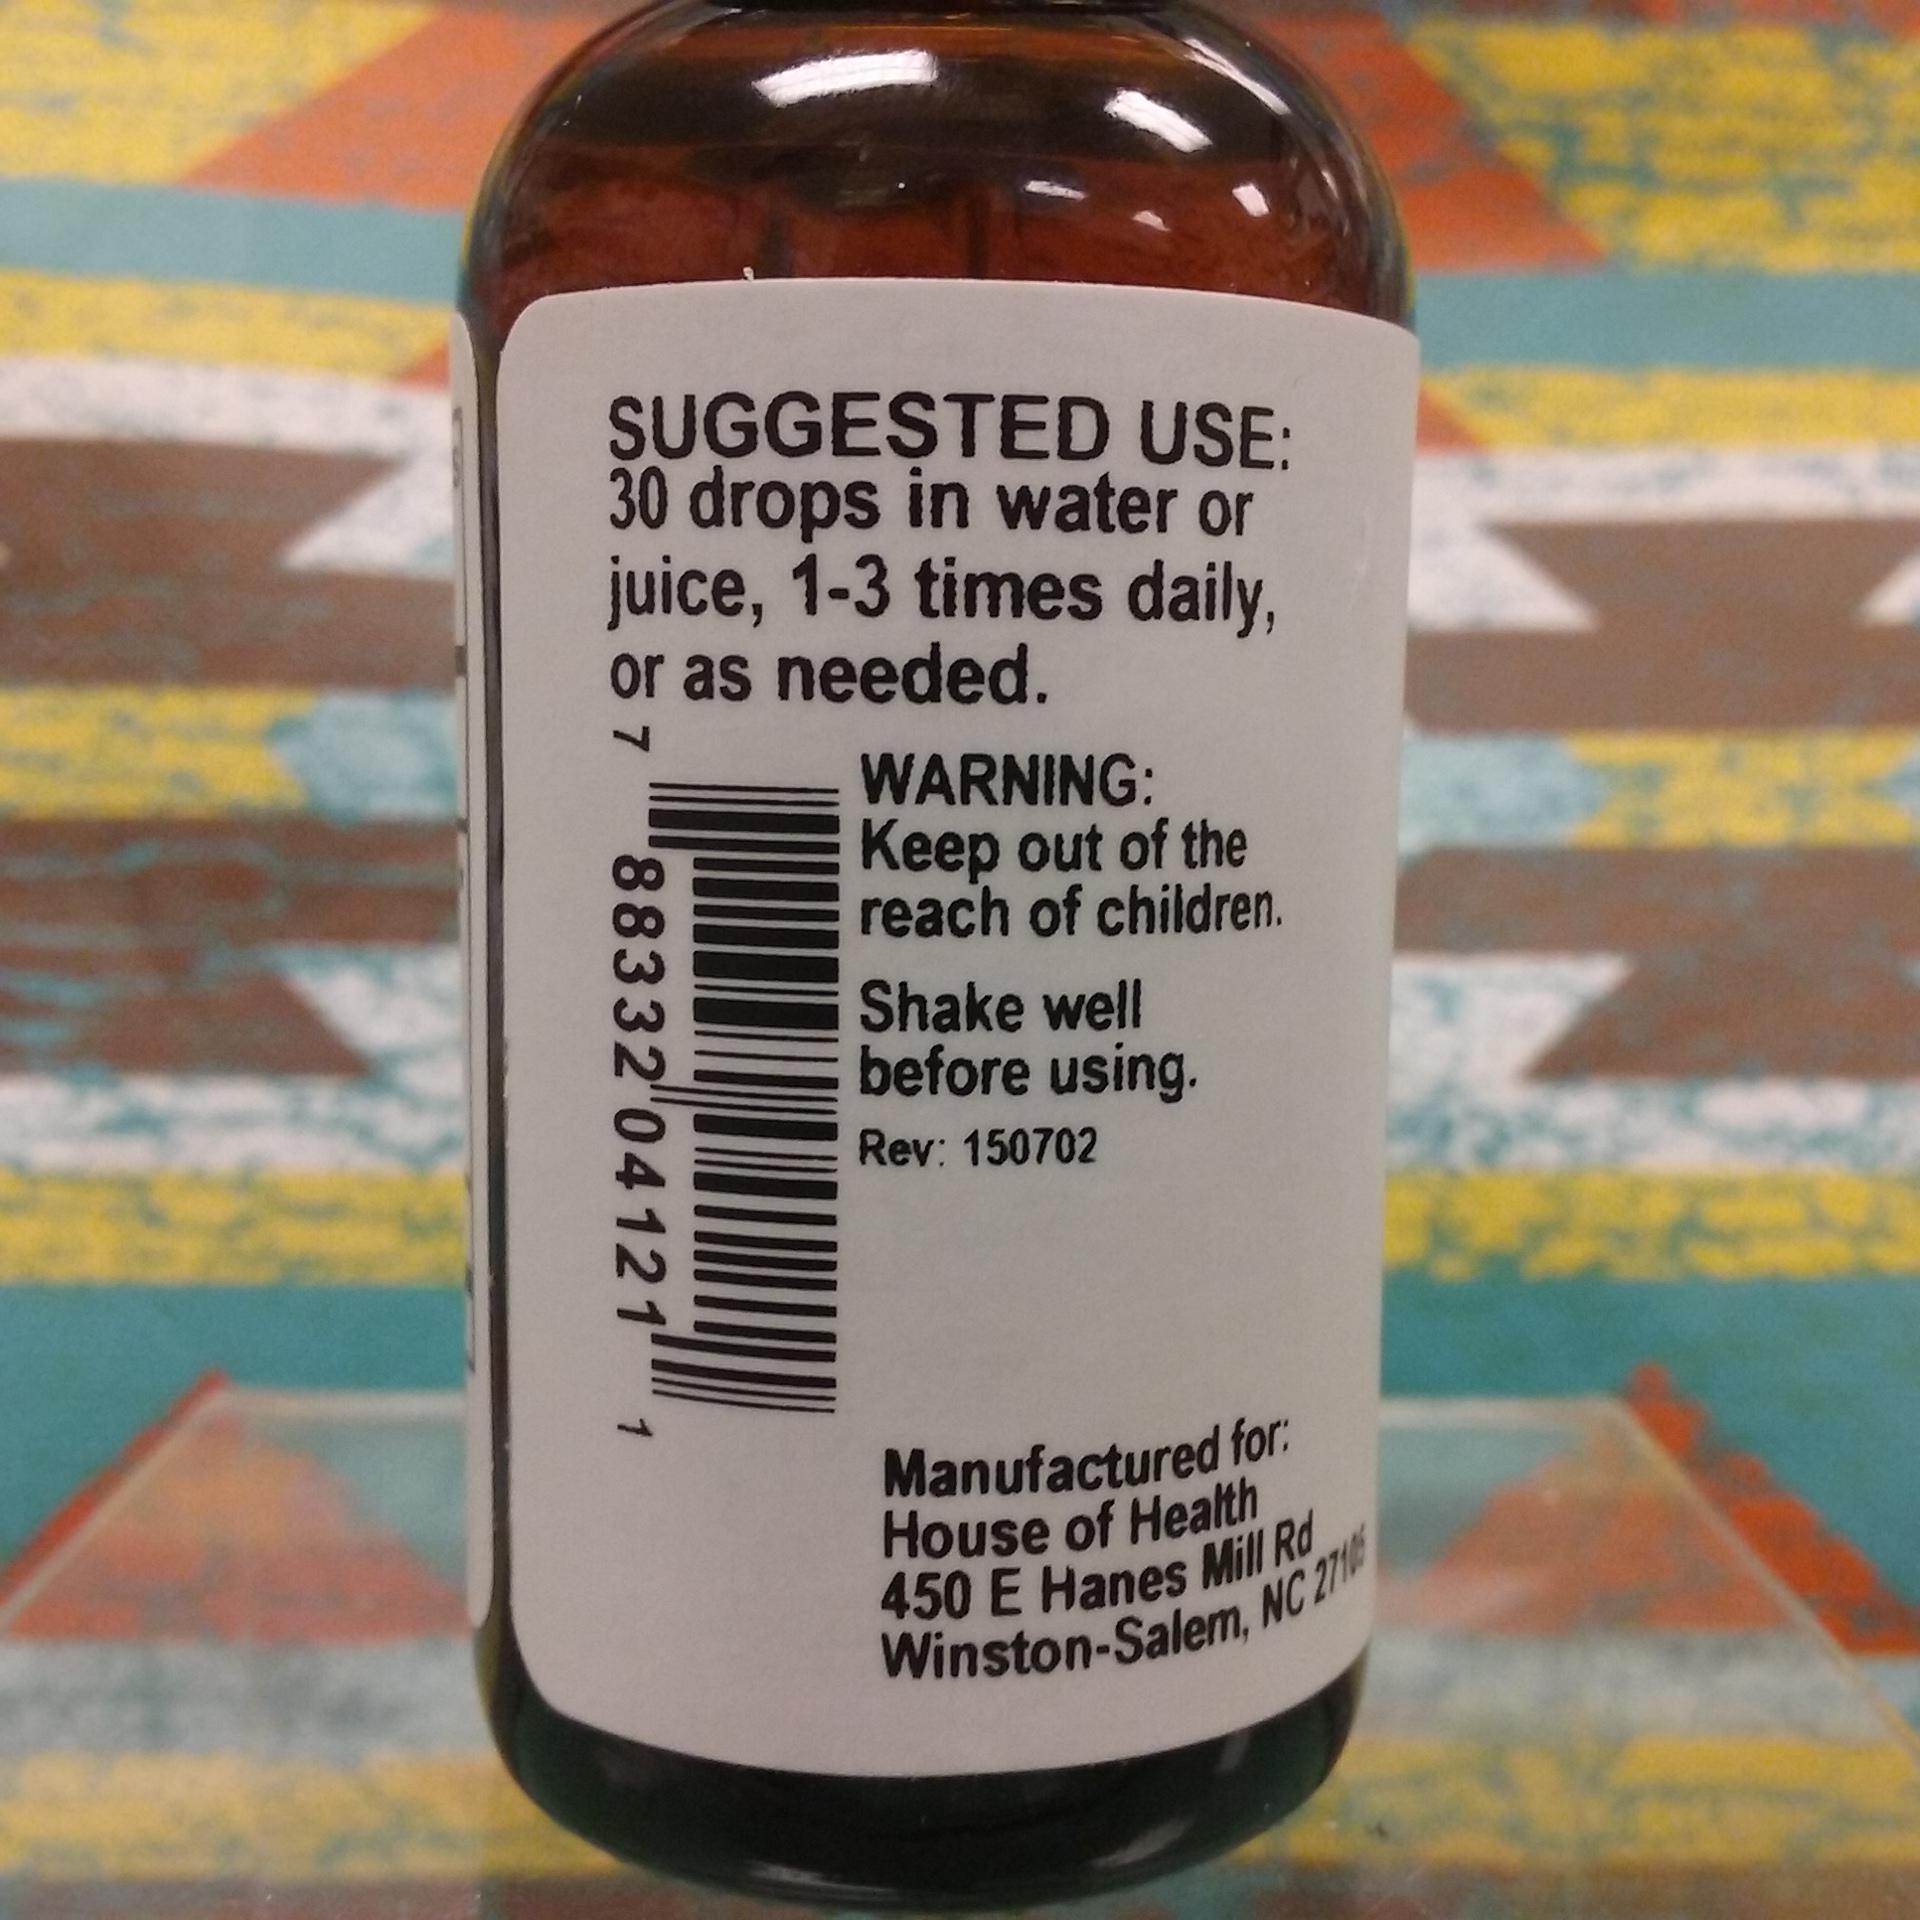 SUGGESTED USE:
30 drops in water or
juice, 1-3 times daily,
or as needed.
7 88332 04121 1
WARNING:
Keep out of the
reach of children.
Shake well
before using.
Rev: 150702
Manufactured for:
House of Health
450 E Hanes Mill Rd
Winston-Salem, NC 27105